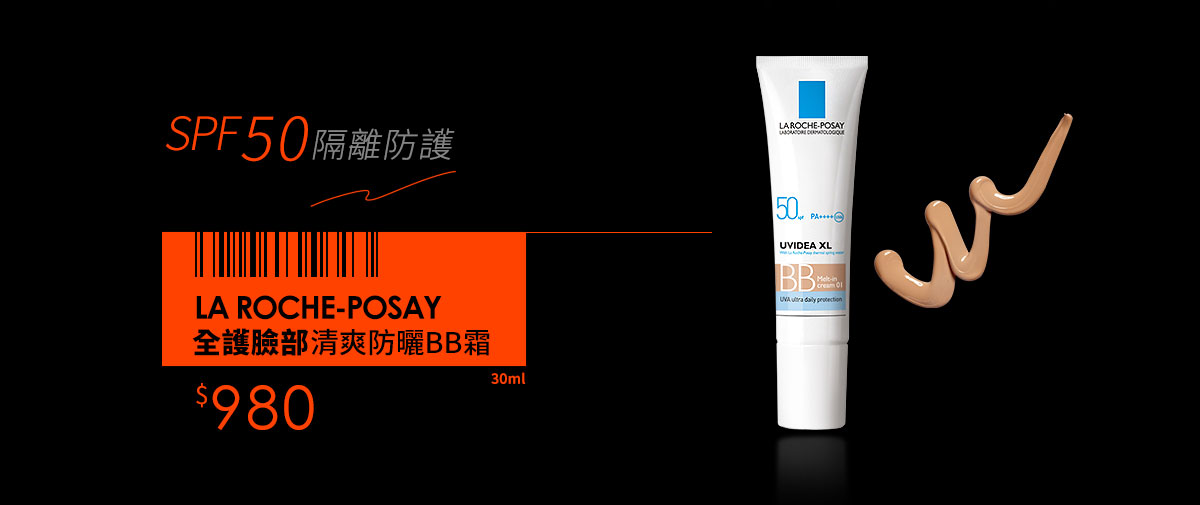 SPF50隔離防護
LA ROCHE-POSAY
全護臉部清爽防曬BB霜
30ml
$980
LA ROCHE-POSAY
LABORATOIRE DERMATOLOGIQUE
50 PA++++
UVIDEA XL
BB Melt-in
cream 01
UVA ultra daily protection